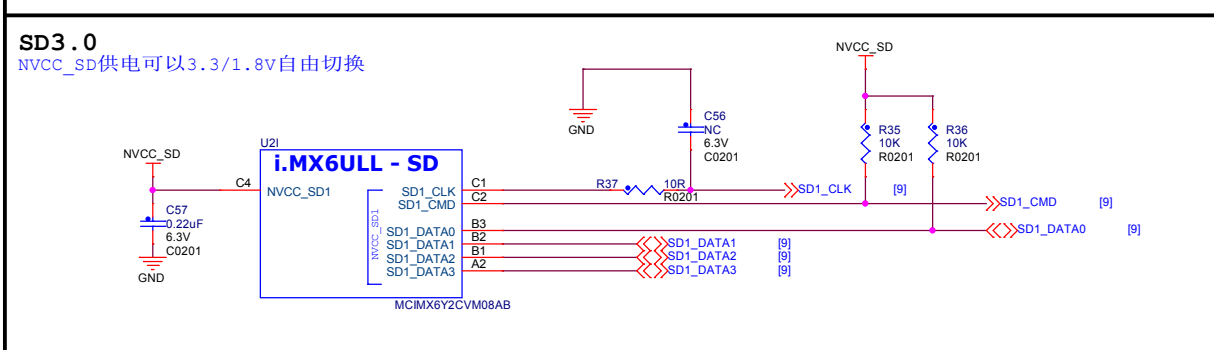 SD3.0
NVCC_SD供电可以3.3/1.8V自由切换
NVCC_SD
GND
C56
NC
6.3V
C0201
R35
10K
R0201
R36
10K
R0201
NVCC_SD
U2I
i.MX6ULL - SD
C4
NVCC_SD1
NVCC_SD1
SD1_CLK
C1
SD1_CMD
C2
SD1_DATA0
B3
SD1_DATA1
B2
SD1_DATA2
B1
SD1_DATA3
A2
MCIMX6Y2CVM08AB
R37
10R
R0201
SD1_CLK [9]
SD1_CMD [9]
SD1_DATA0 [9]
SD1_DATA1 [9]
SD1_DATA2 [9]
SD1_DATA3 [9]
C57
0.22uF
6.3V
C0201
GND